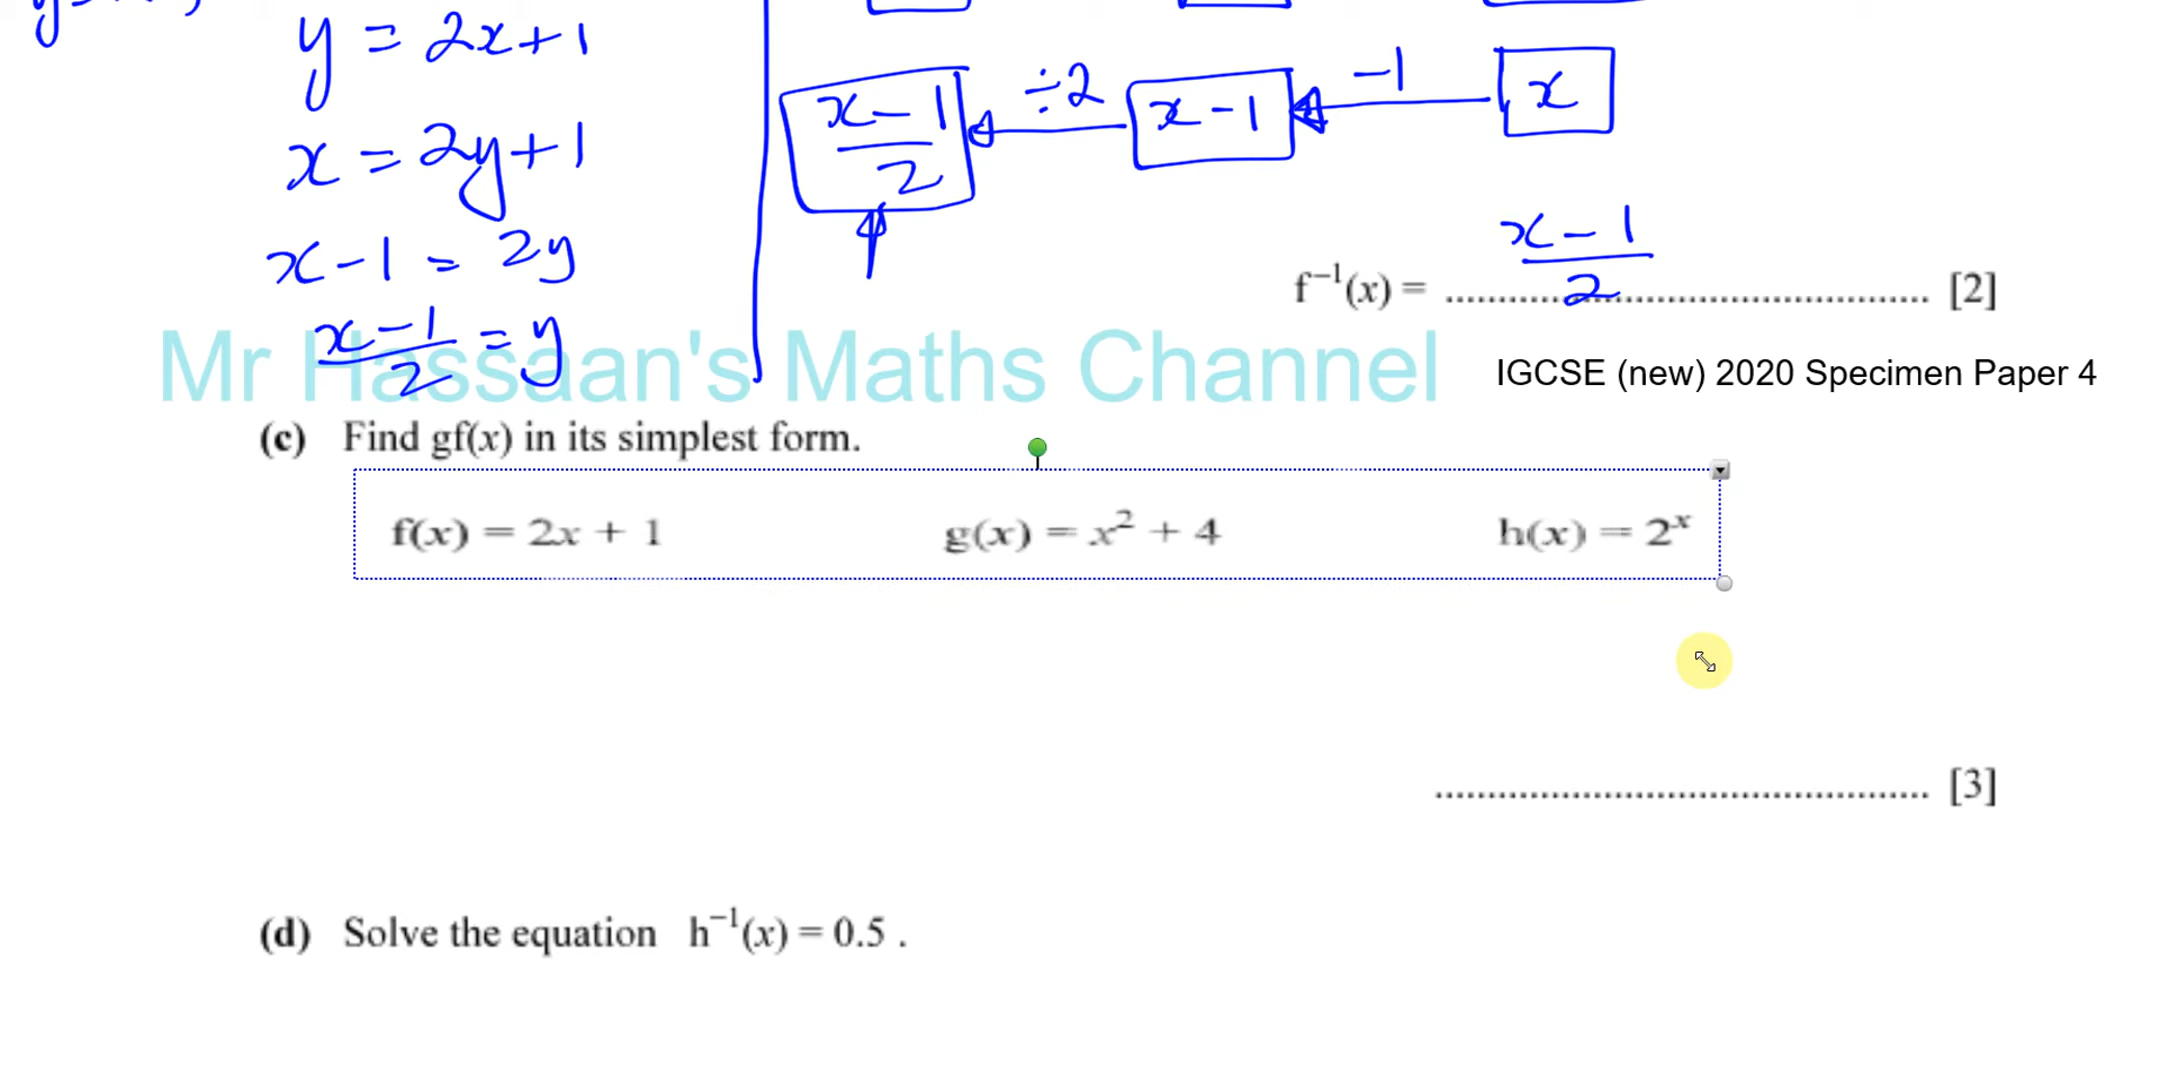 y = 2x+1
x = 2y+1
x-1 = 2y
x-1/2 = y
x-1/2 ÷2 x-1 -1 x
x-1/2
f⁻¹(x) = ............................................... [2]
Mr Hassaan's Maths Channel
IGCSE (new) 2020 Specimen Paper 4
(c) Find gf(x) in its simplest form.
f(x) = 2x + 1 g(x) = x² + 4 h(x) = 2ˣ
............................................... [3]
(d) Solve the equation h⁻¹(x) = 0.5 .